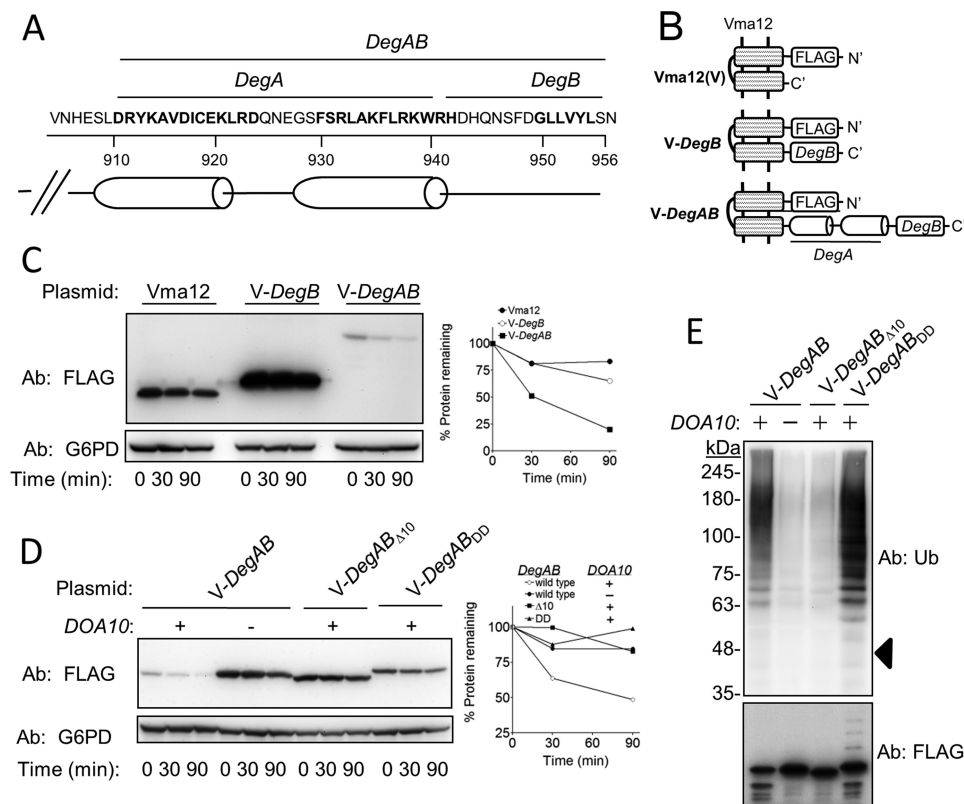 A
DegAB
DegA DegB
VNHESLDRYKAVDICEKLRDQNEGSFSRLAKFLRKWRHDHQNSFDGLLVYLSN
910 920 930 940 950 956
B
Vma12
Vma12(V)
FLAG N'
C'
V-DegB
FLAG N'
DegB C'
V-DegAB
FLAG N'
DegB C'
DegA
C
Plasmid: Vma12 V-DegB V-DegAB
Ab: FLAG
Ab: G6PD
Time (min): 0 30 90 0 30 90 0 30 90
Vma12
V-DegB
V-DegAB
% Protein remaining
100
75
50
25
0
0 30 60 90
Time (min)
D
Plasmid: V-DegAB V-DegABΔ10 V-DegABDD
DOA10: + - + +
Ab: FLAG
Ab: G6PD
Time (min): 0 30 90 0 30 90 0 30 90 0 30 90
DegAB DOA10
wild type +
wild type −
Δ10 +
DD +
% Protein remaining
100
75
50
25
0 30 60 90
Time (min)
E
V-DegAB V-DegABΔ10 V-DegABDD
DOA10: + − + +
kDa
245-
180-
100-
75-
63-
48-
35-
Ab: Ub
Ab: FLAG